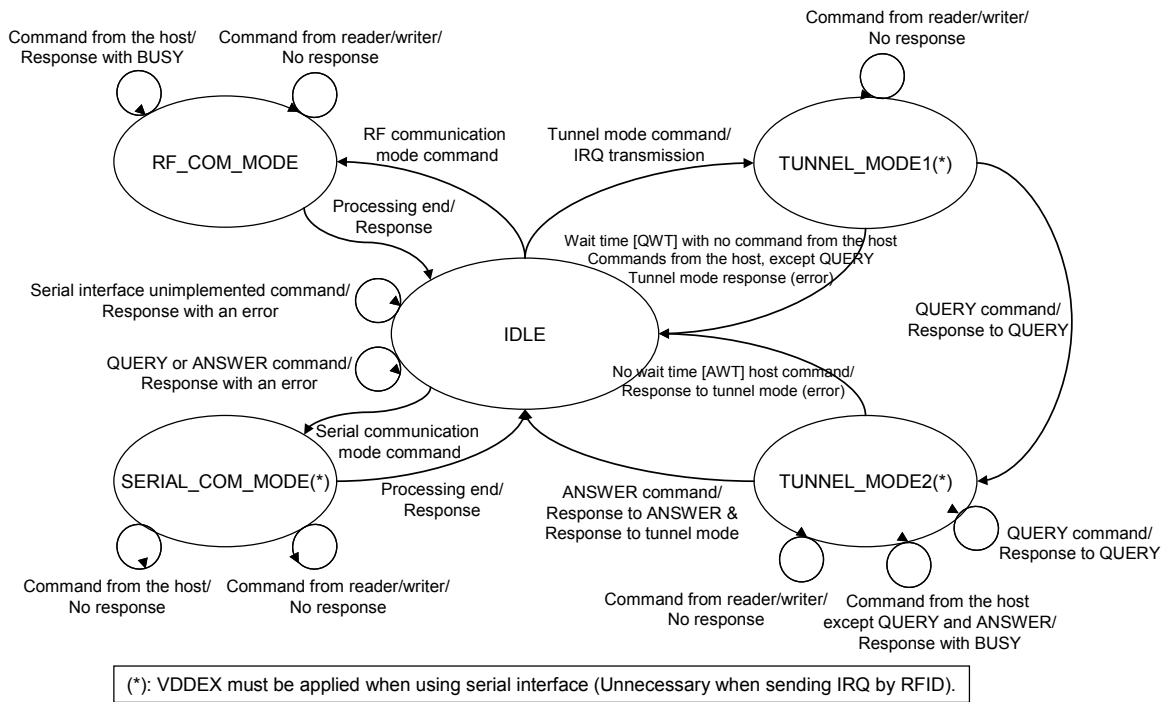 Command from the host/
Response with BUSY
Command from reader/writer/
No response
Command from reader/writer/
No response
RF_COM_MODE
RF communication
mode command
Tunnel mode command/
IRQ transmission
TUNNEL_MODE1(*)
Processing end/
Response
Wait time [QWT] with no command from the host
Commands from the host, except QUERY
Tunnel mode response (error)
Serial interface unimplemented command/
Response with an error
IDLE
QUERY command/
Response to QUERY
QUERY or ANSWER command/
Response with an error
No wait time [AWT] host command/
Response to tunnel mode (error)
Serial communication
mode command
SERIAL_COM_MODE(*)
Processing end/
Response
ANSWER command/
Response to ANSWER &
Response to tunnel mode
TUNNEL_MODE2(*)
QUERY command/
Response to QUERY
Command from the host/
No response
Command from reader/writer/
No response
Command from reader/writer/
No response
Command from the host
except QUERY and ANSWER/
Response with BUSY
(*): VDDEX must be applied when using serial interface (Unnecessary when sending IRQ by RFID).